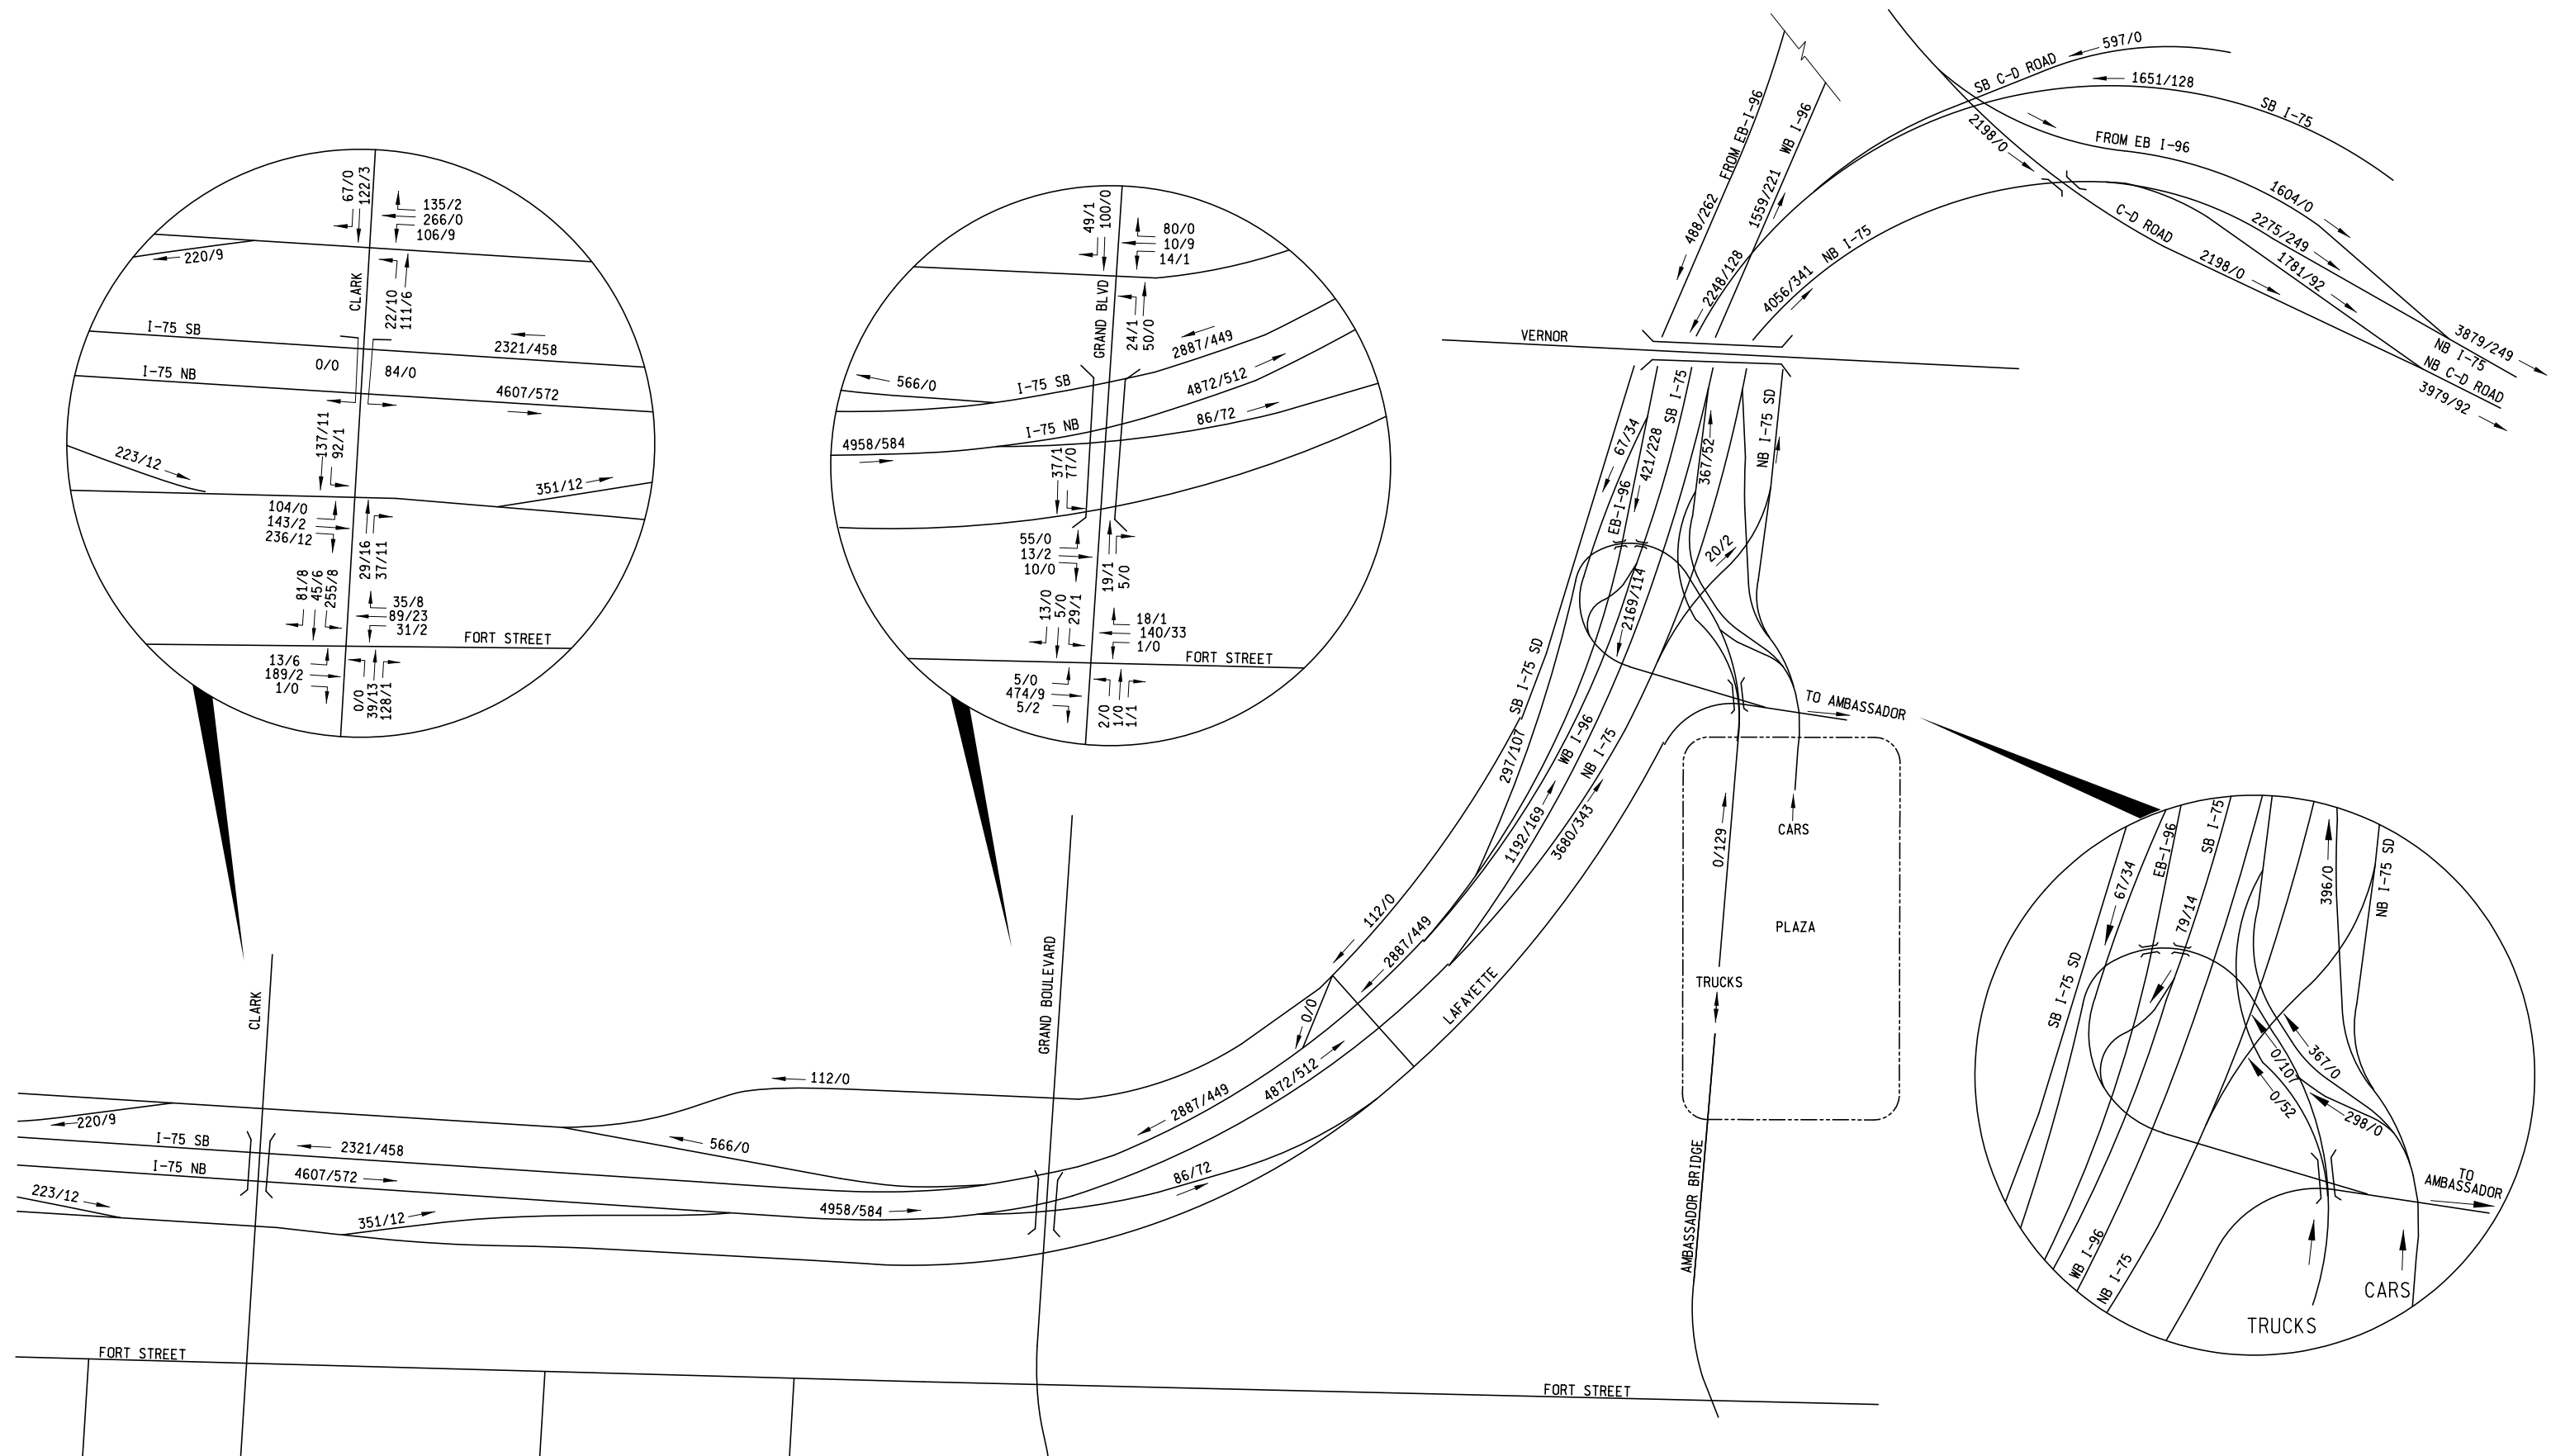 67/0
122/3
135/2
266/0
106/9
220/9
CLARK
22/10
111/6
I-75 SB
2321/458
0/0
84/0
I-75 NB
4607/572
137/11
92/1
223/12
351/12
104/0
143/2
236/12
29/16
37/11
81/8
45/6
255/8
35/8
89/23
31/2
FORT STREET
13/6
189/2
1/0
0/0
39/13
128/1
49/1
100/0
80/0
10/9
14/1
GRAND BLVD
24/1
50/0
2887/449
566/0
I-75 SB
4872/512
86/72
I-75 NB
4958/584
37/1
77/0
55/0
13/2
10/0
19/1
5/0
13/0
5/0
29/1
18/1
140/33
1/0
FORT STREET
5/0
474/9
5/2
2/0
1/0
1/1
FROM EB-I-96
488/262
WB I-96
1559/221
2248/128
4056/341
NB I-75
VERNOR
597/0
SB C-D ROAD
1651/128
SB I-75
2198/0
FROM EB I-96
1604/0
2275/249
C-D ROAD
1781/92
2198/0
3879/249
NB I-75
NB C-D ROAD
3979/92
67/34
SB I-75
421/228
367/52
NB I-75 SD
EB-I-96
20/2
2169/114
SB I-75 SD
TO AMBASSADOR
297/107
WB I-96
NB I-75
1192/169
3680/343
0/129
CARS
PLAZA
TRUCKS
112/0
2887/449
LAFAYETTE
0/0
4872/512
AMBASSADOR BRIDGE
CLARK
GRAND BOULEVARD
112/0
2887/449
220/9
I-75 SB
2321/458
566/0
I-75 NB
4607/572
86/72
223/12
351/12
4958/584
FORT STREET
FORT STREET
67/34
EB-I-96
SB I-75
396/0
NB I-75 SD
79/14
SB I-75 SD
367/0
0/107
0/52
298/0
TO
AMBASSADOR
WB I-96
NB I-75
CARS
TRUCKS